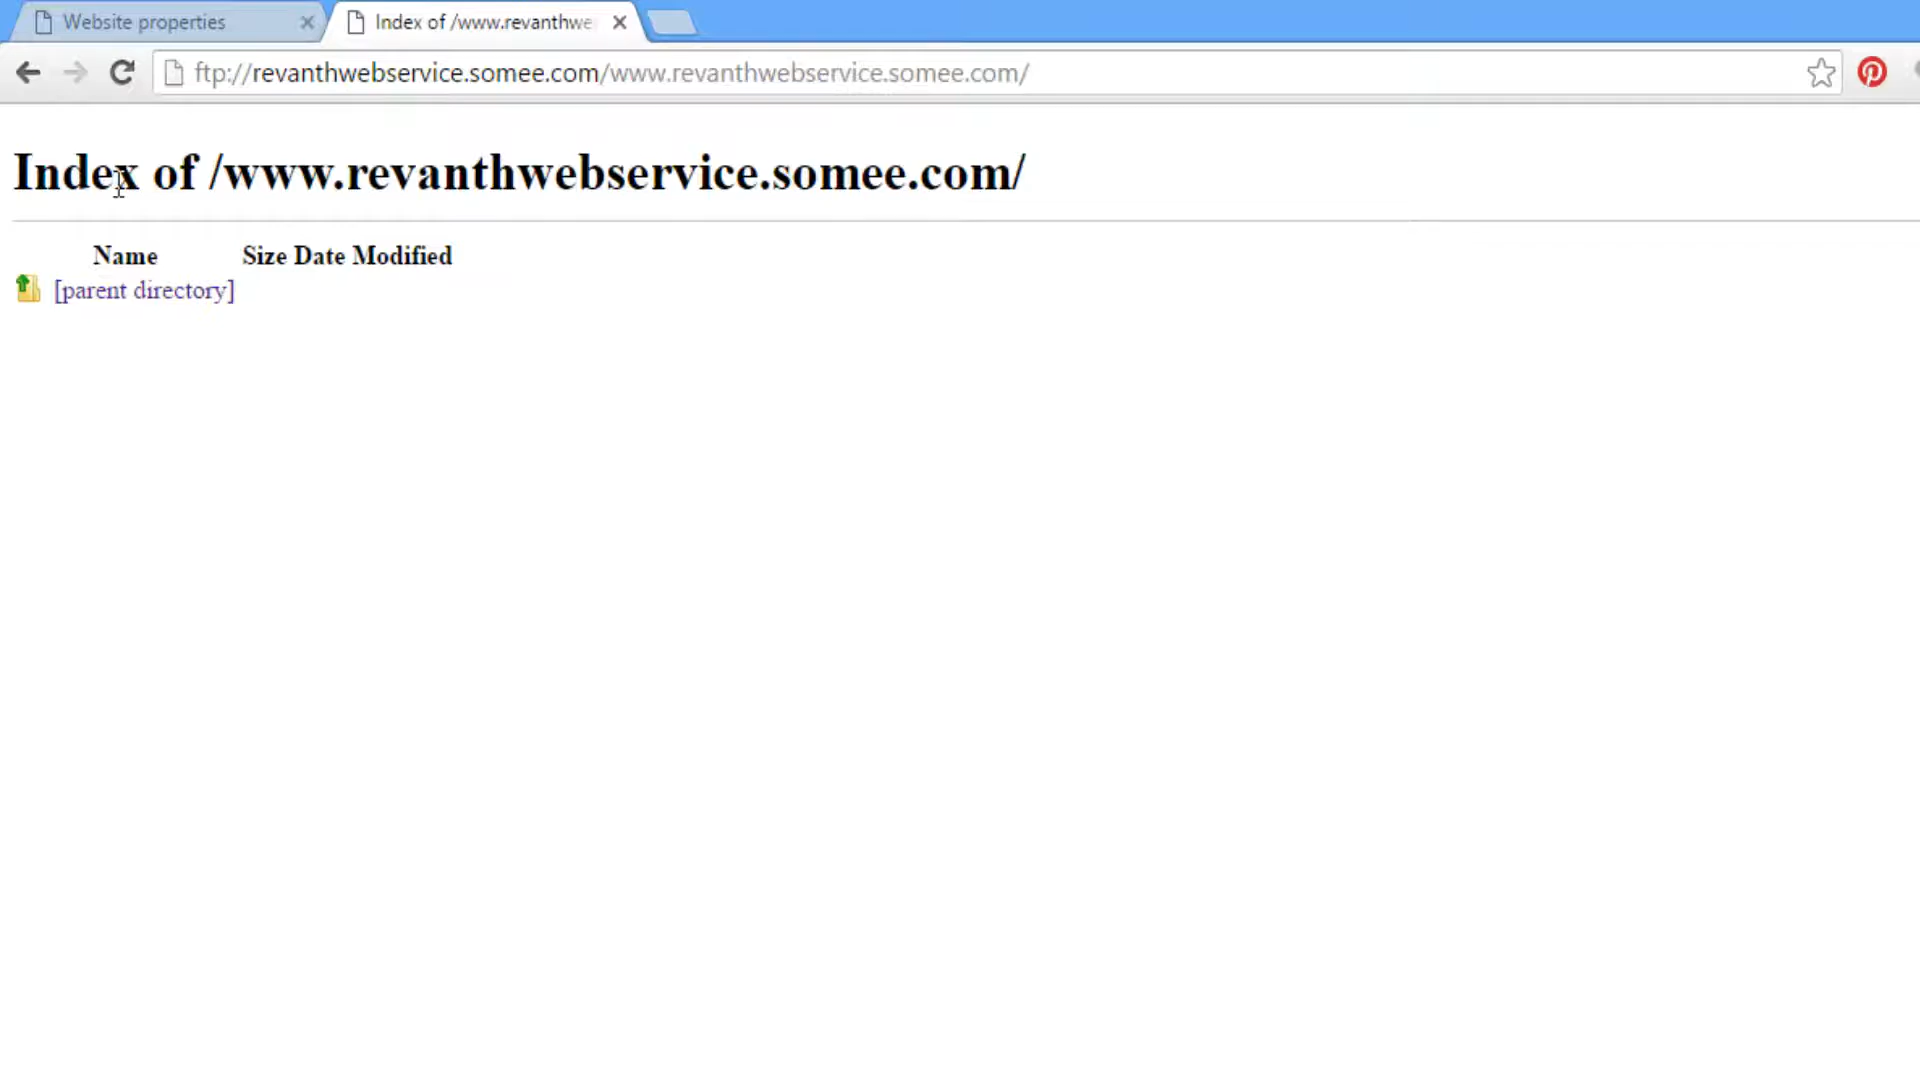 Website properties
Index of /www.revanthwe
ftp://revanthwebservice.somee.com/www.revanthwebservice.somee.com/
Index of /www.revanthwebservice.somee.com/
Name Size Date Modified
[parent directory]